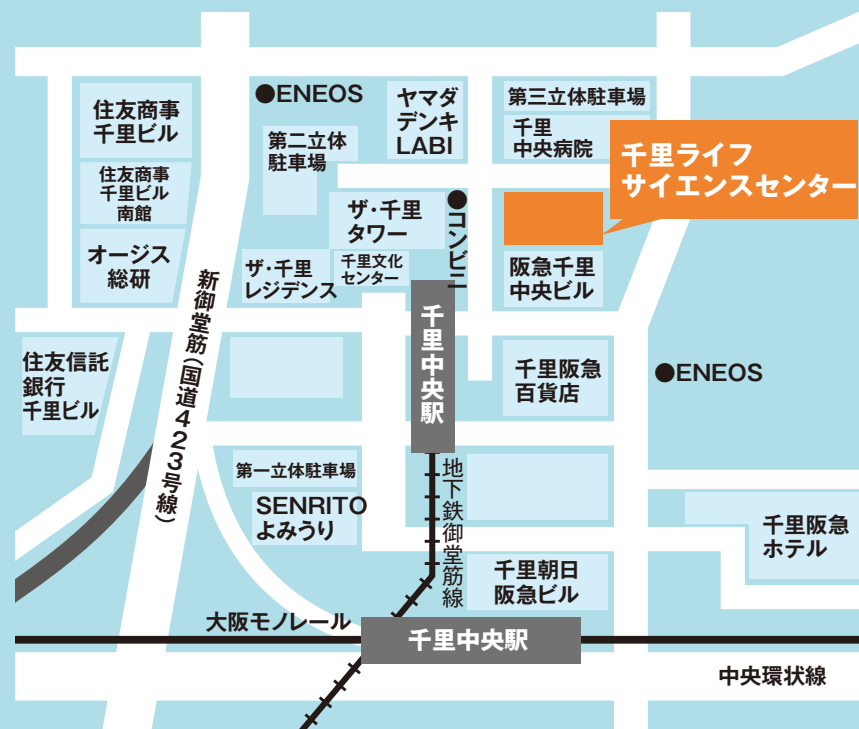 ●ENEOS
ヤマダ
デンキ
LABI
第三立体駐車場
千里
中央病院
千里ライフ
サイエンスセンター
住友商事
千里ビル
第二立体
駐車場
住友商事
千里ビル
南館
ザ・千里
タワー
●コンビニ
オージス
総研
ザ・千里
レジデンス
千里文化
センター
阪急千里
中央ビル
新御堂筋(国道423号線)
千里中央駅
住友信託
銀行
千里ビル
千里阪急
百貨店
●ENEOS
第一立体駐車場
SENRITO
よみうり
地下鉄御堂筋線
千里阪急
ホテル
千里朝日
阪急ビル
大阪モノレール
千里中央駅
中央環状線